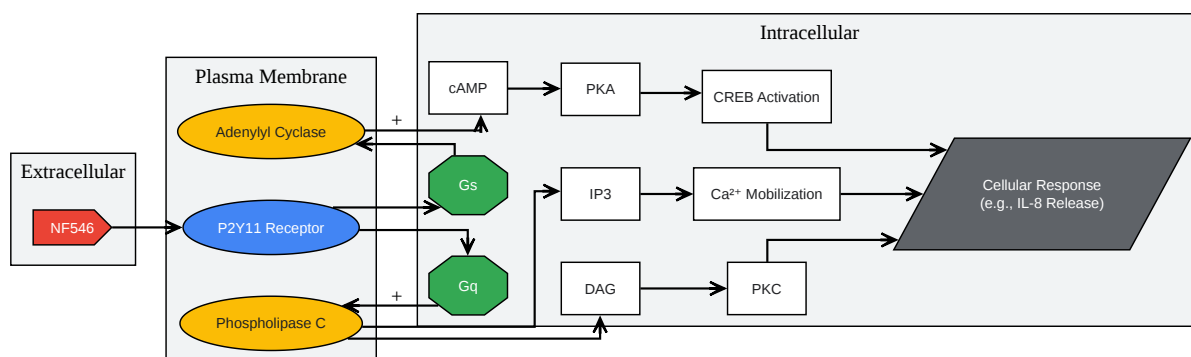 Extracellular
NF546
Plasma Membrane
Adenylyl Cyclase
P2Y11 Receptor
Phospholipase C
+
+
Intracellular
cAMP
PKA
CREB Activation
Gs
IP3
Ca²⁺ Mobilization
Gq
DAG
PKC
Cellular Response
(e.g., IL-8 Release)